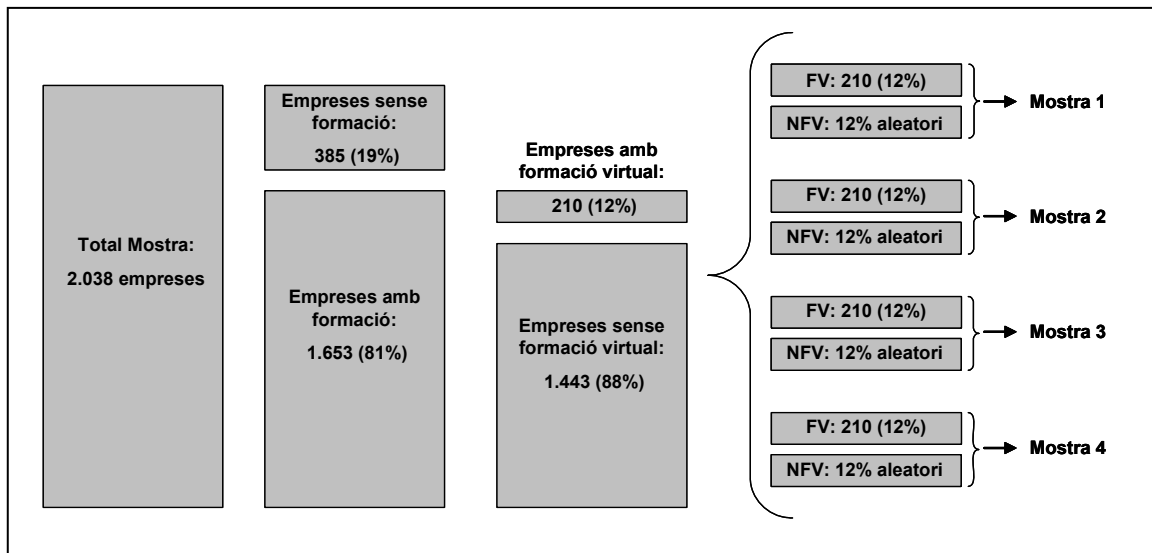 Total Mostra:
2.038 empreses
Empreses sense
formació:
385 (19%)
Empreses amb
formació:
1.653 (81%)
Empreses amb
formació virtual:
210 (12%)
Empreses sense
formació virtual:
1.443 (88%)
FV: 210 (12%)
NFV: 12% aleatori
Mostra 1
FV: 210 (12%)
NFV: 12% aleatori
Mostra 2
FV: 210 (12%)
NFV: 12% aleatori
Mostra 3
FV: 210 (12%)
NFV: 12% aleatori
Mostra 4